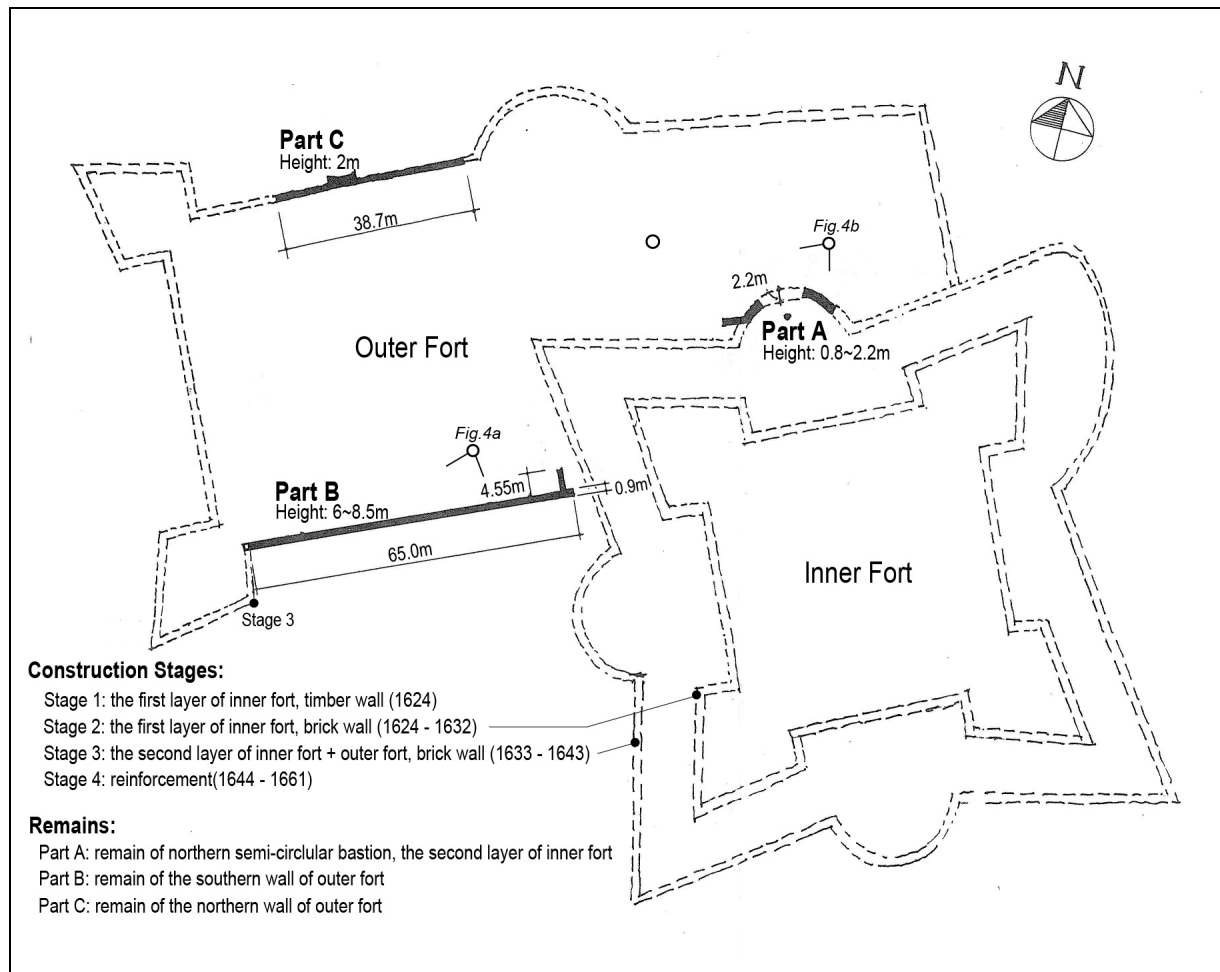 N
Part C
Height: 2m
38.7m
Fig.4b
2.2m
Part A
Height: 0.8~2.2m
Outer Fort
Fig.4a
Part B
Height: 6~8.5m
4.55m
0.9m
65.0m
Inner Fort
Stage 3
Construction Stages:
Stage 1: the first layer of inner fort, timber wall (1624)
Stage 2: the first layer of inner fort, brick wall (1624 - 1632)
Stage 3: the second layer of inner fort + outer fort, brick wall (1633 - 1643)
Stage 4: reinforcement(1644 - 1661)
Remains:
Part A: remain of northern semi-circlular bastion, the second layer of inner fort
Part B: remain of the southern wall of outer fort
Part C: remain of the northern wall of outer fort